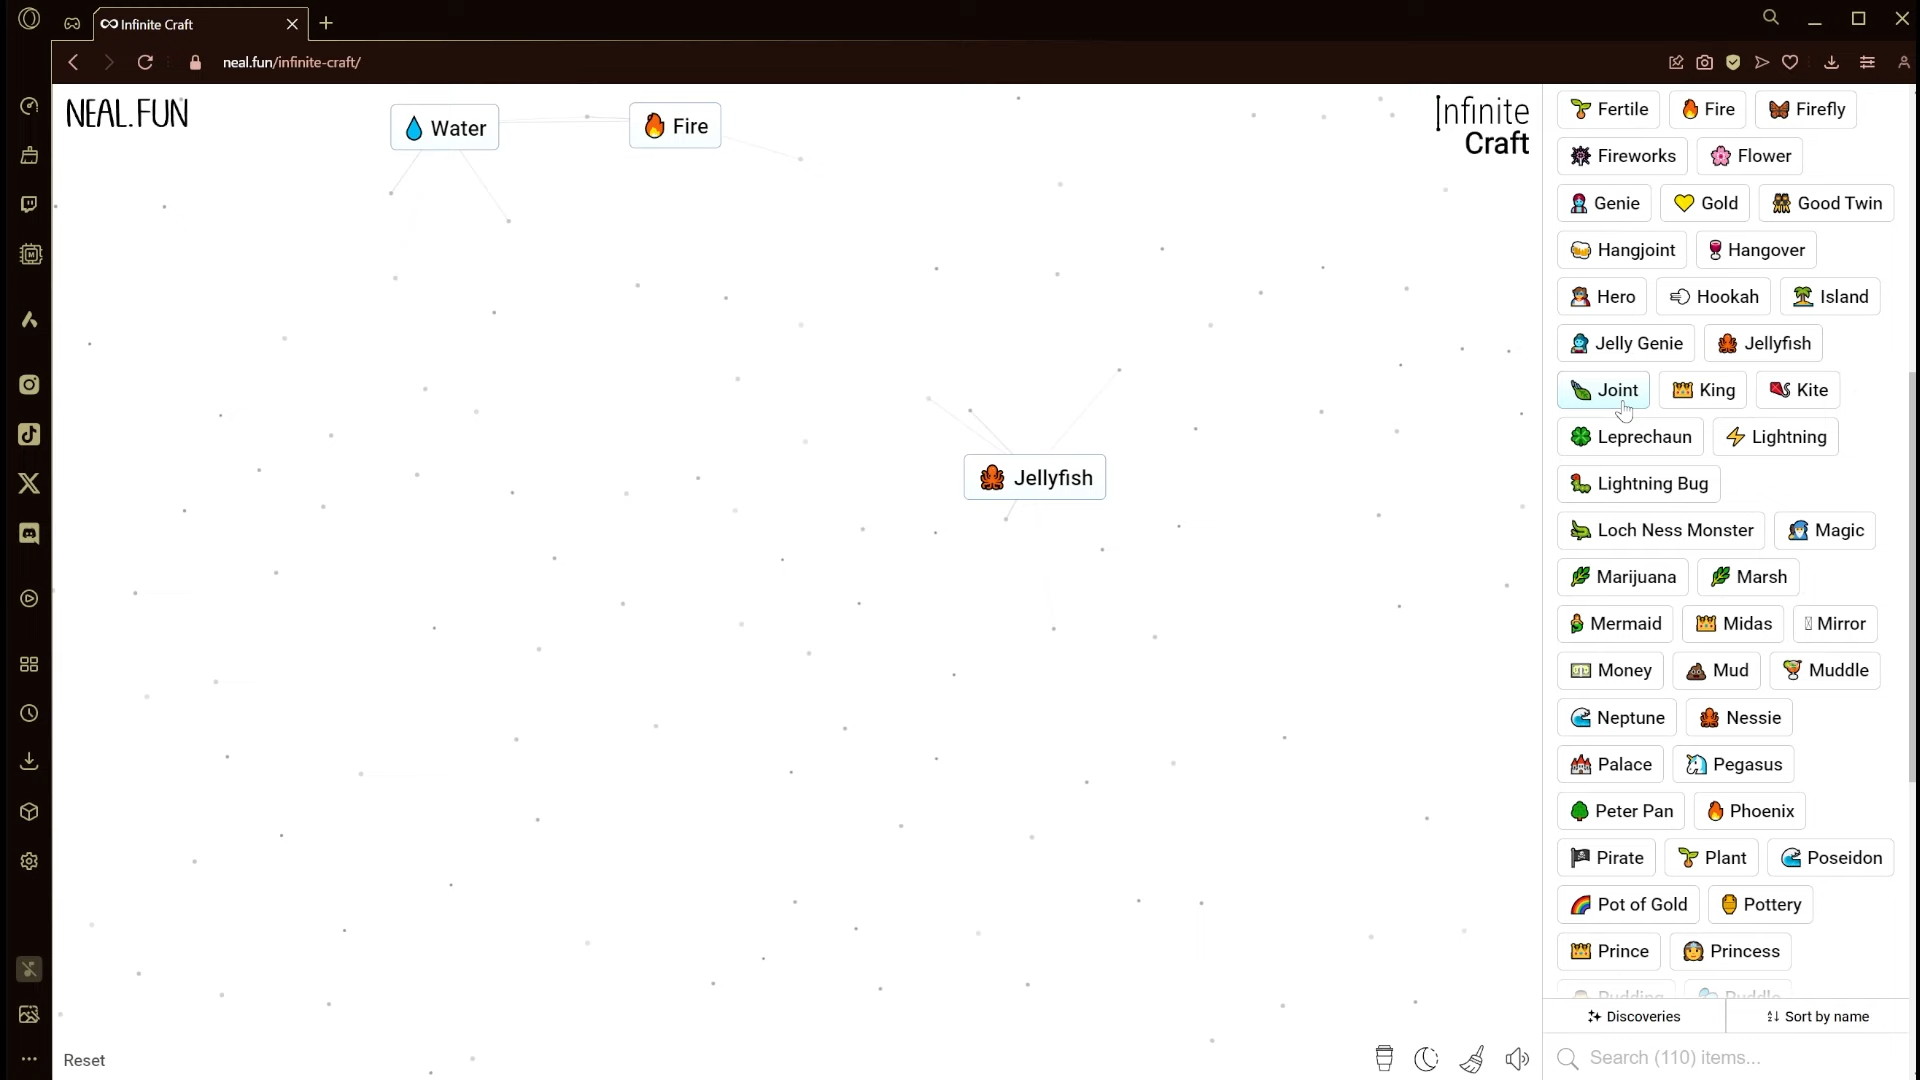 Infinite Craft
neal.fun/infinite-craft/
NEAL.FUN
Water
Fire
Infinite
Craft
Jellyfish
Reset
Fertile Fire Firefly
Fireworks Flower
Genie Gold Good Twin
Hangjoint Hangover
Hero Hookah Island
Jelly Genie Jellyfish
Joint King Kite
Leprechaun Lightning
Lightning Bug
Loch Ness Monster Magic
Marijuana Marsh
Mermaid Midas Mirror
Money Mud Muddle
Neptune Nessie
Palace Pegasus
Peter Pan Phoenix
Pirate Plant Poseidon
Pot of Gold Pottery
Prince Princess
Pudding Puddle
Discoveries Sort by name
Search (110) items...